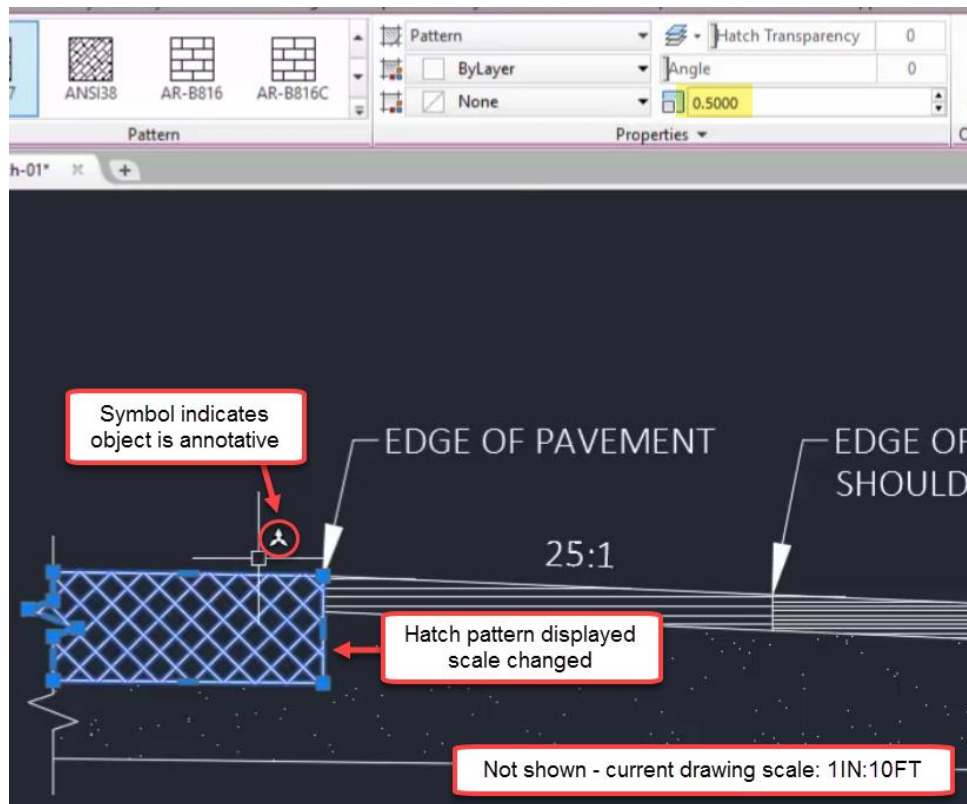 Pattern
Hatch Transparency 0
7 ANSI38 AR-B816 AR-B816C
ByLayer
Angle 0
None
0.5000
Pattern
Properties
h-01*
Symbol indicates
object is annotative
EDGE OF PAVEMENT
EDGE OF
SHOULD
25:1
Hatch pattern displayed
scale changed
Not shown - current drawing scale: 1IN:10FT